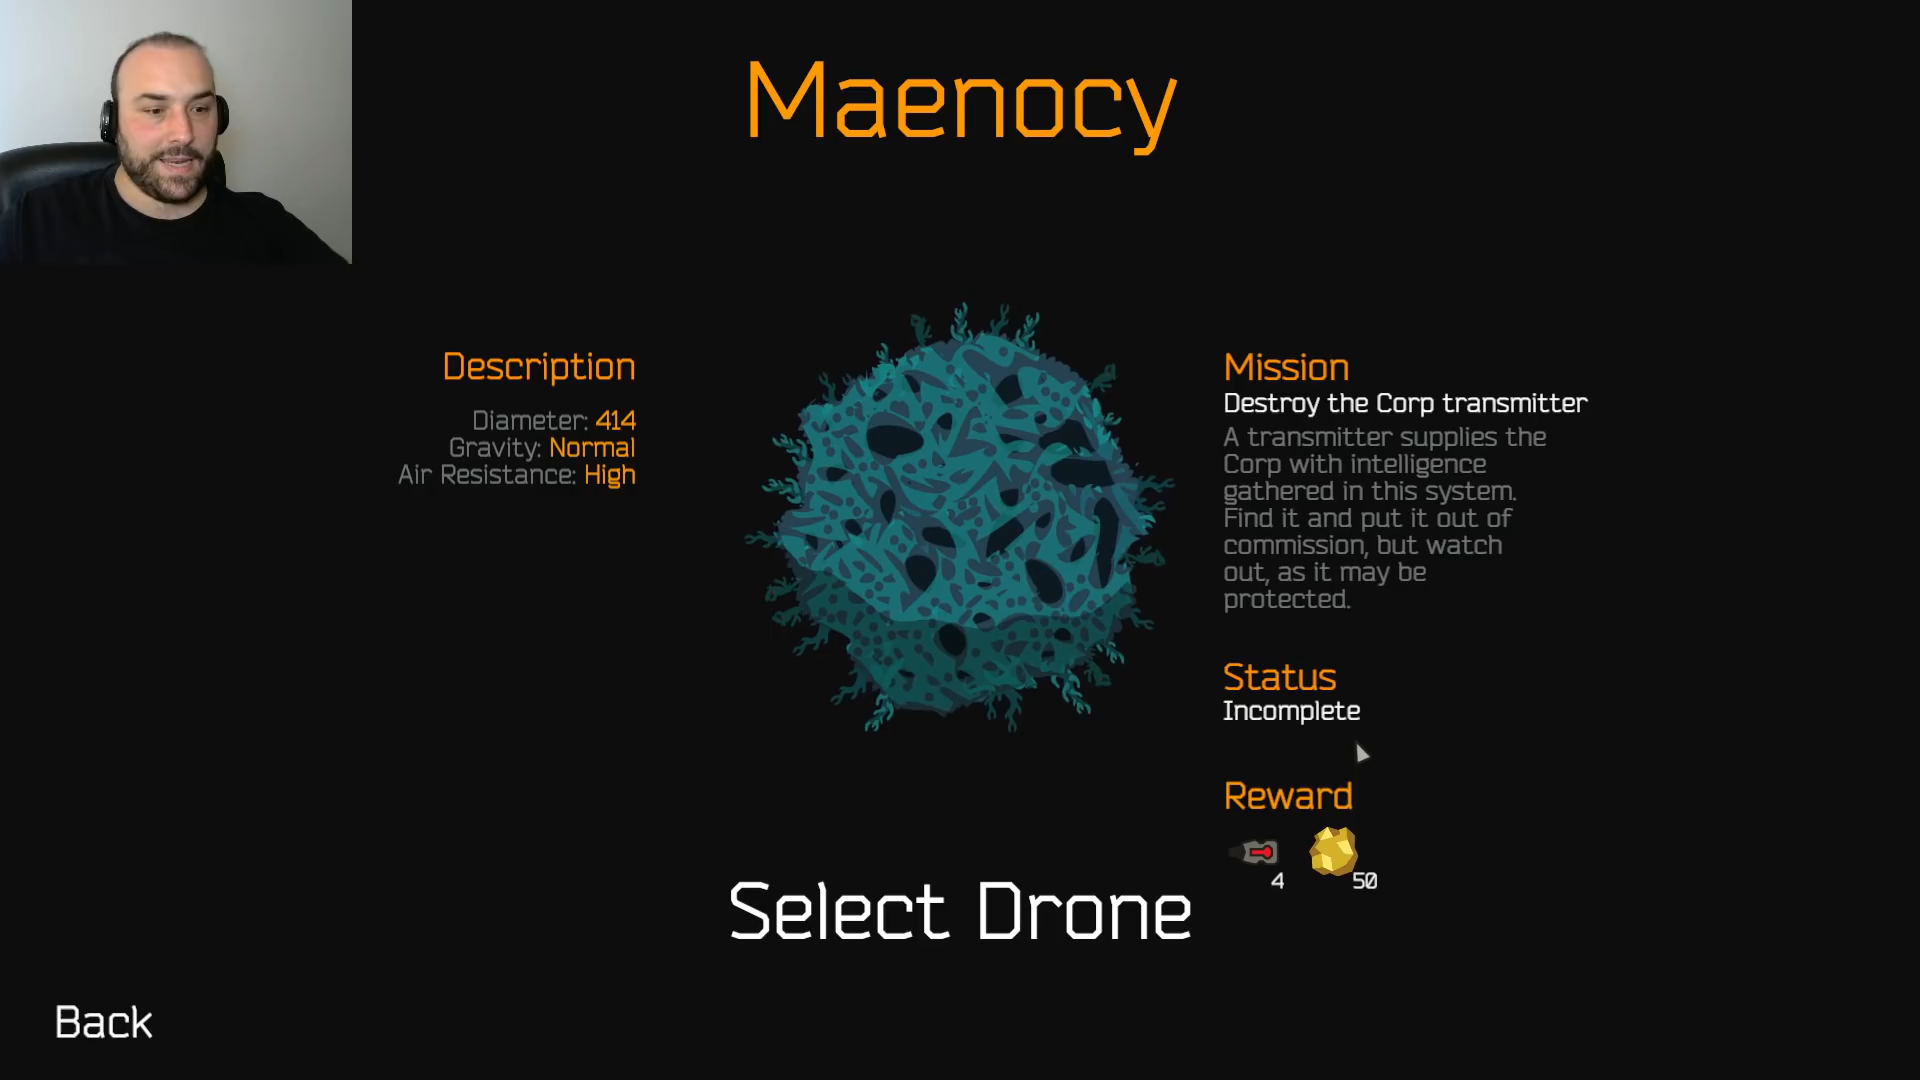 Maenocy
Description
Diameter: 414
Gravity: Normal
Air Resistance: High
Mission
Destroy the Corp transmitter
A transmitter supplies the
Corp with intelligence
gathered in this system.
Find it and put it out of
commission, but watch
out, as it may be
protected.
Status
Incomplete
Reward
4
50
Select Drone
Back